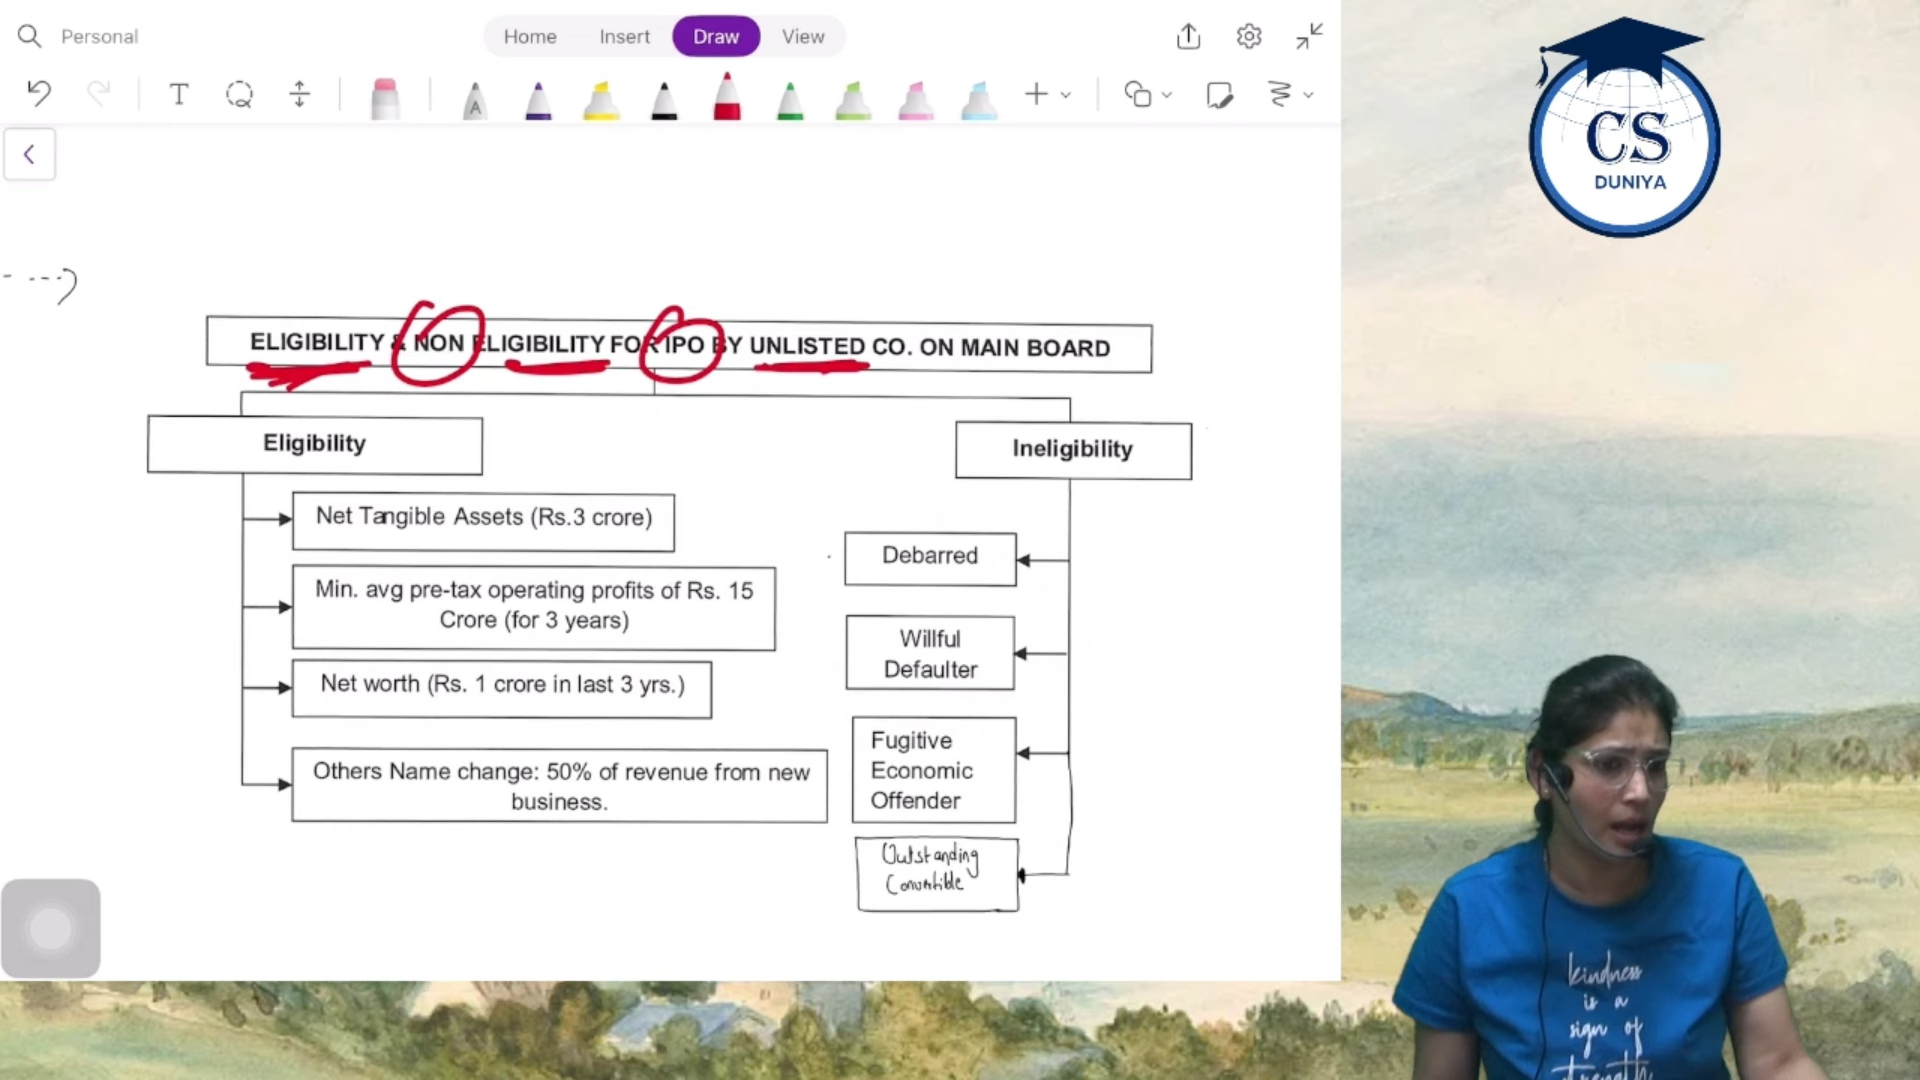 Personal
Home Insert Draw View
T
A
CS
DUNIYA
ELIGIBILITY & NON ELIGIBILITY FOR IPO BY UNLISTED CO. ON MAIN BOARD
Eligibility
Net Tangible Assets (Rs.3 crore)
Min. avg pre-tax operating profits of Rs. 15
Crore (for 3 years)
Net worth (Rs. 1 crore in last 3 yrs.)
Others Name change: 50% of revenue from new
business.
Ineligibility
Debarred
Willful
Defaulter
Fugitive
Economic
Offender
Outstanding
Convertible
kindness
is a
sign of
strength